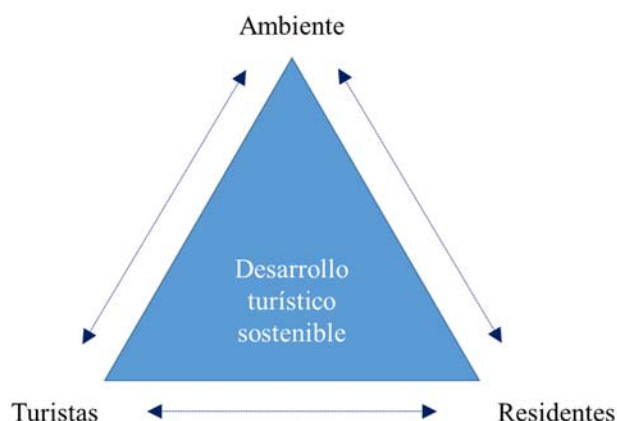 Ambiente
Desarrollo
turístico
sostenible
Turistas
Residentes